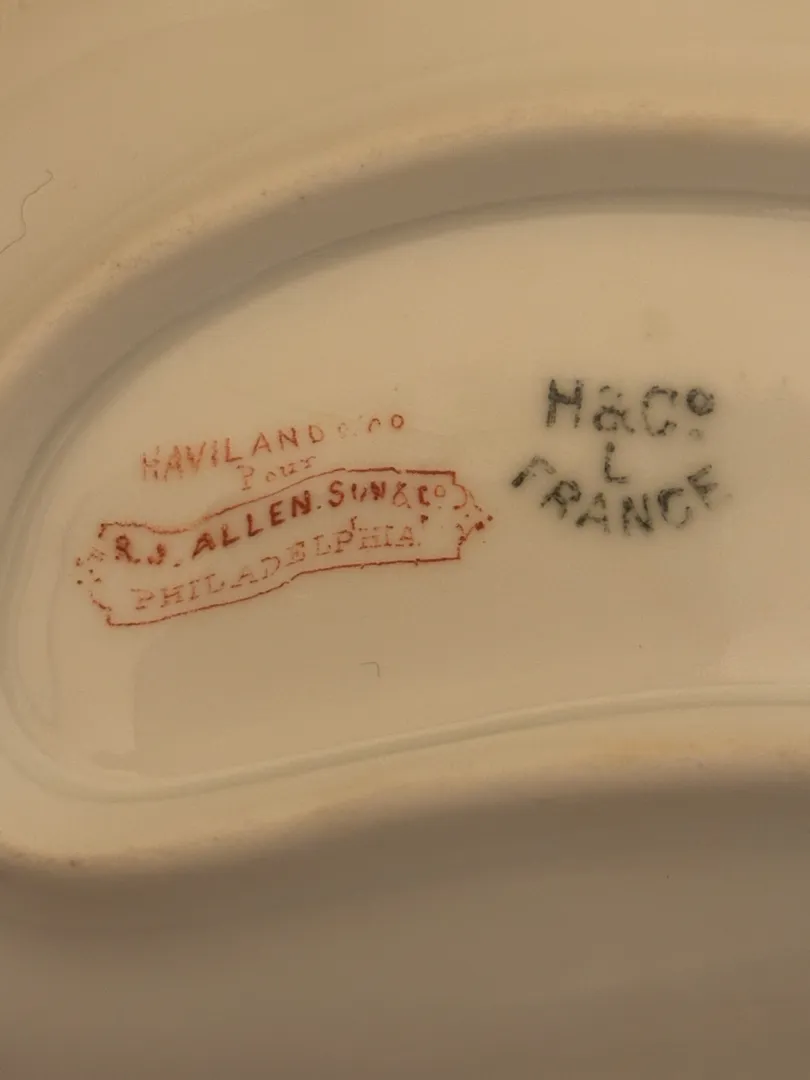 HAVILAND & Co
Pour
R.J. ALLEN. SON & Co
PHILADELPHIA
H & Co
L
FRANCE